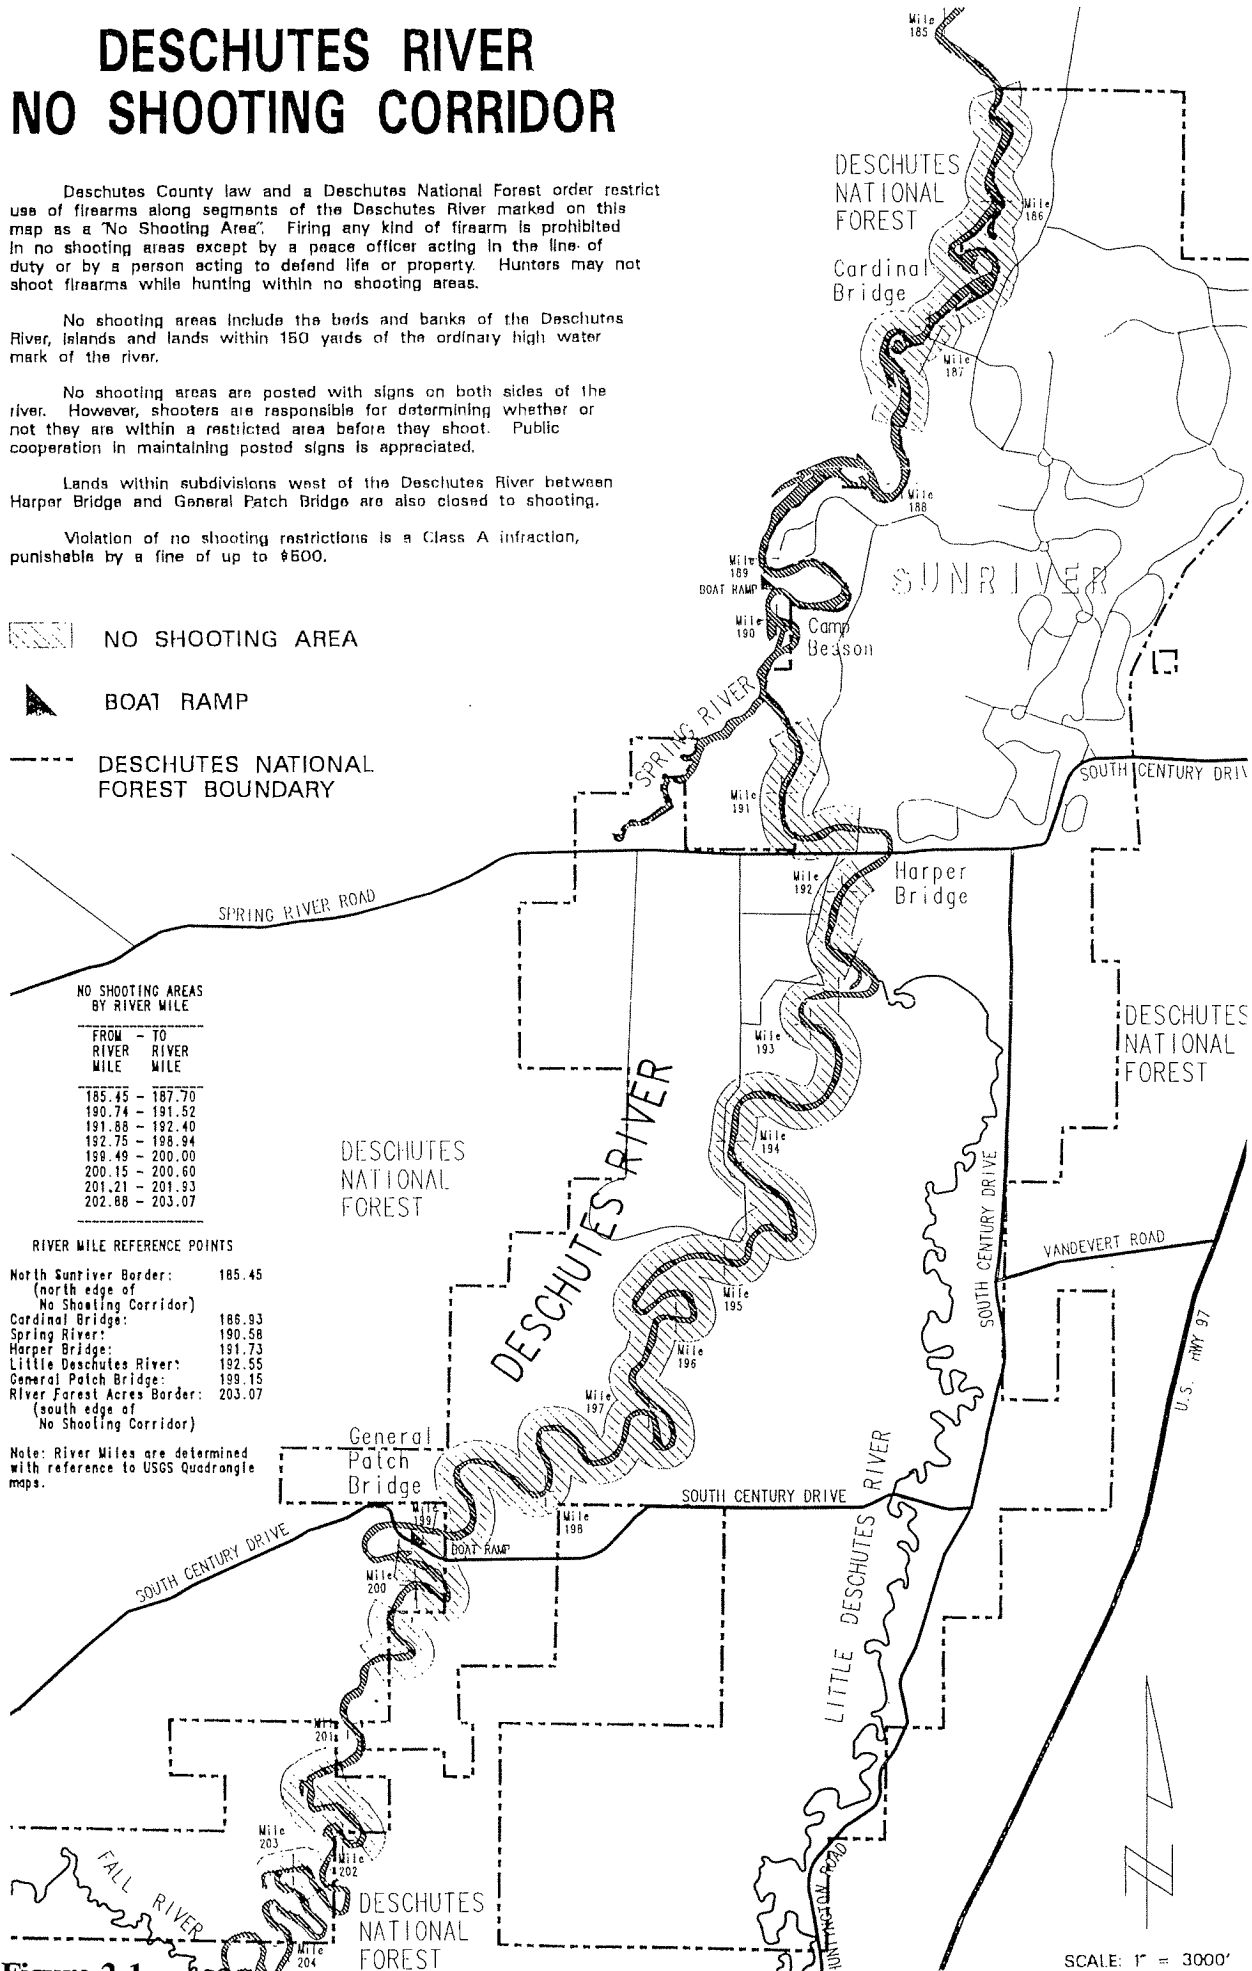 DESCHUTES RIVER
NO SHOOTING CORRIDOR
Deschutes County law and a Deschutes National Forest order restrict
use of firearms along segments of the Deschutes River marked on this
map as a "No Shooting Area". Firing any kind of firearm is prohibited
in no shooting areas except by a peace officer acting in the line of
duty or by a person acting to defend life or property. Hunters may not
shoot firearms while hunting within no shooting areas.
No shooting areas include the beds and banks of the Deschutes
River, islands and lands within 150 yards of the ordinary high water
mark of the river.
No shooting areas are posted with signs on both sides of the
river. However, shooters are responsible for determining whether or
not they are within a restricted area before they shoot. Public
cooperation in maintaining posted signs is appreciated.
Lands within subdivisions west of the Deschutes River between
Harper Bridge and General Patch Bridge are also closed to shooting.
Violation of no shooting restrictions is a Class A infraction,
punishable by a fine of up to $500.
NO SHOOTING AREA
BOAT RAMP
DESCHUTES NATIONAL
FOREST BOUNDARY
Mile
185
DESCHUTES
NATIONAL
FOREST
Mile
186
Cardinal
Bridge
Mile
187
Mile
188
Mile
189
BOAT RAMP
SUNRIVER
Mile
190
Camp
Besson
SPRING RIVER
SOUTH CENTURY DRIV
Mile
191
Mile
192
Harper
Bridge
SPRING RIVER ROAD
NO SHOOTING AREAS
BY RIVER MILE
FROM - TO
RIVER RIVER
MILE MILE
185.45 - 187.70
190.74 - 191.52
191.88 - 192.40
192.75 - 198.94
199.49 - 200.00
200.15 - 200.60
201.21 - 201.93
202.88 - 203.07
RIVER MILE REFERENCE POINTS
North Sunriver Border: 185.45
(north edge of
No Shooting Corridor)
Cardinal Bridge: 186.93
Spring River: 190.58
Harper Bridge: 191.73
Little Deschutes River: 192.55
General Patch Bridge: 199.15
River Forest Acres Border: 203.07
(south edge of
No Shooting Corridor)
Note: River Miles are determined
with reference to USGS Quadrangle
maps.
DESCHUTES
NATIONAL
FOREST
Mile
193
DESCHUTES RIVER
DESCHUTES
NATIONAL
FOREST
Mile
194
SOUTH CENTURY DRIVE
VANDEVERT ROAD
Mile
195
Mile
196
U.S. HWY 97
Mile
197
General
Patch
Bridge
SOUTH CENTURY DRIVE
Mile
198
Mile
199
BOAT RAMP
SOUTH CENTURY DRIVE
Mile
200
LITTLE DESCHUTES RIVER
Mile
201
Mile
203
Mile
202
FALL RIVER
DESCHUTES
NATIONAL
FOREST
Mile
204
HUNTINGTON ROAD
N
SCALE: 1" = 3000'